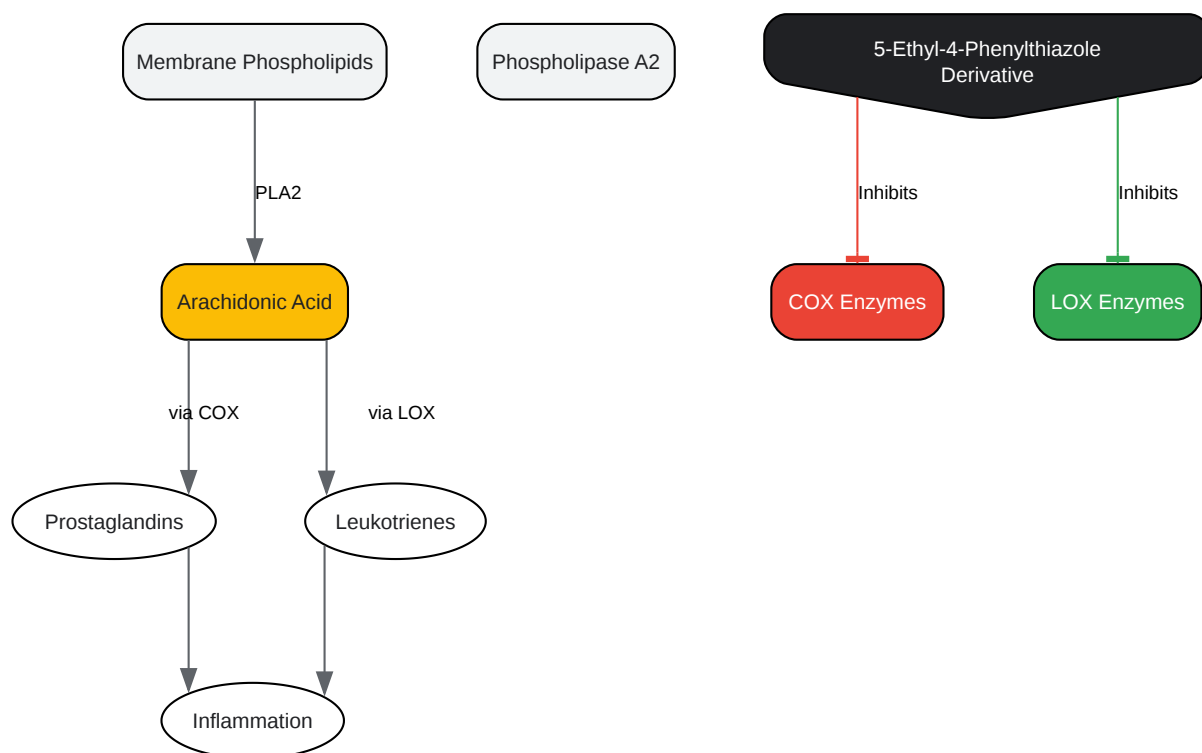 Membrane Phospholipids
Phospholipase A2
5-Ethyl-4-Phenylthiazole
Derivative
PLA2
Inhibits
Inhibits
Arachidonic Acid
COX Enzymes
LOX Enzymes
via COX
via LOX
Prostaglandins
Leukotrienes
Inflammation